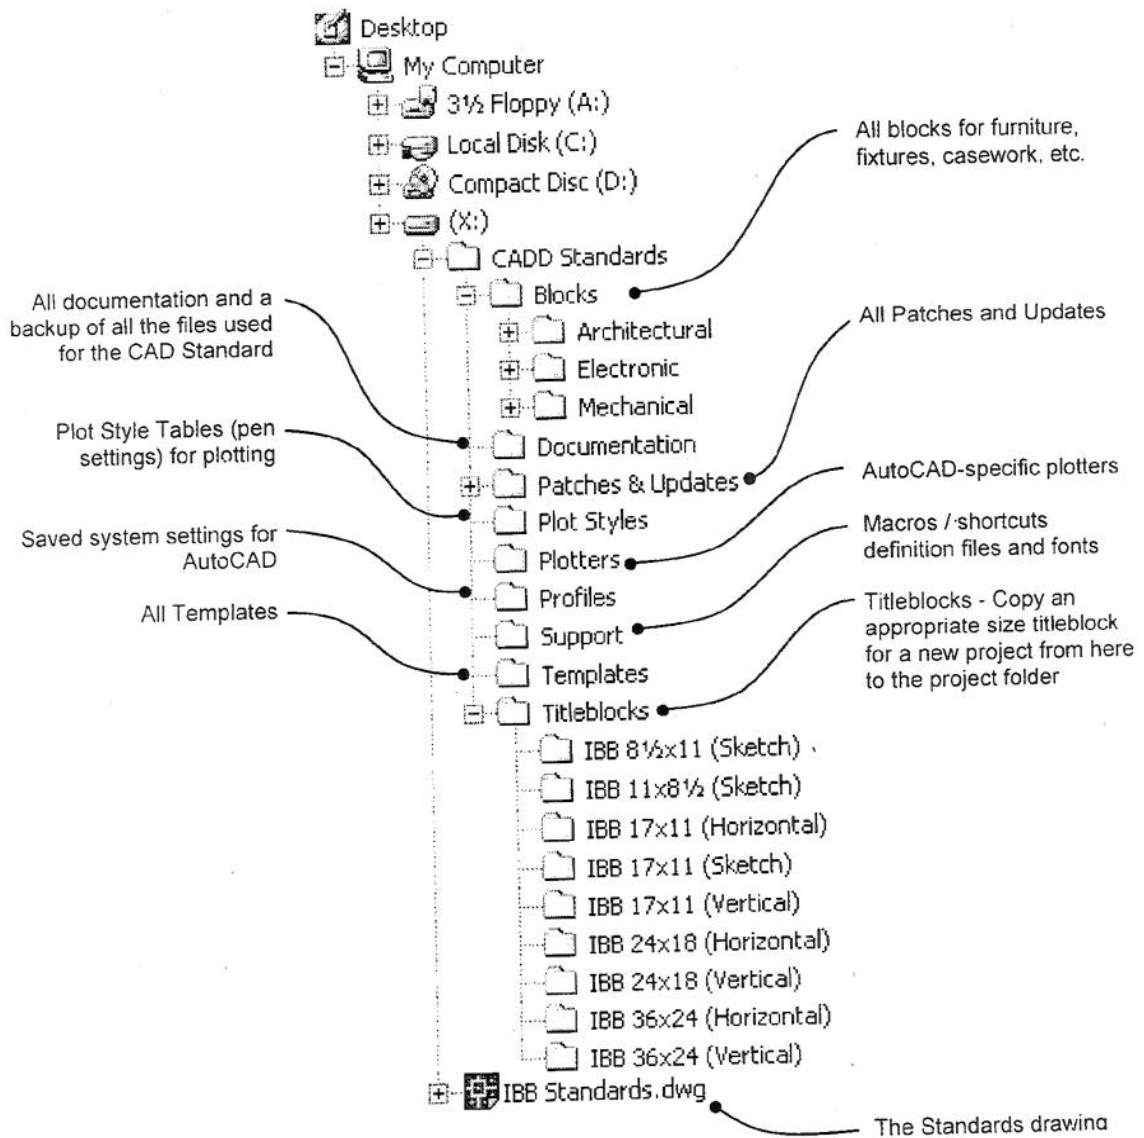 Desktop
My Computer
3½ Floppy (A:)
Local Disk (C:)
Compact Disc (D:)
(X:)
CADD Standards
Blocks
Architectural
Electronic
Mechanical
Documentation
Patches & Updates
Plot Styles
Plotters
Profiles
Support
Templates
Titleblocks
IBB 8½x11 (Sketch)
IBB 11x8½ (Sketch)
IBB 17x11 (Horizontal)
IBB 17x11 (Sketch)
IBB 17x11 (Vertical)
IBB 24x18 (Horizontal)
IBB 24x18 (Vertical)
IBB 36x24 (Horizontal)
IBB 36x24 (Vertical)
IBB Standards.dwg
All documentation and a
backup of all the files used
for the CAD Standard
Plot Style Tables (pen
settings) for plotting
Saved system settings for
AutoCAD
All Templates
All blocks for furniture,
fixtures, casework, etc.
All Patches and Updates
AutoCAD-specific plotters
Macros / shortcuts
definition files and fonts
Titleblocks - Copy an
appropriate size titleblock
for a new project from here
to the project folder
The Standards drawing